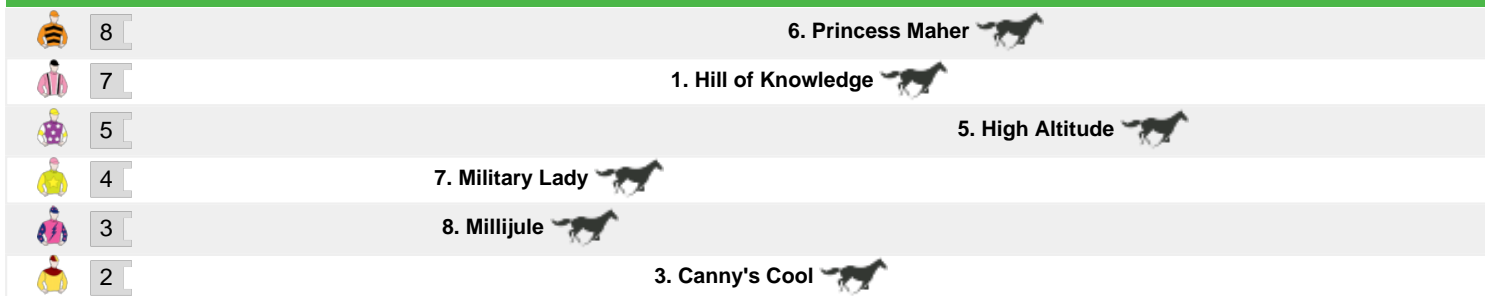 8 6. Princess Maher
7 1. Hill of Knowledge
5 5. High Altitude
4 7. Military Lady
3 8. Millijule
2 3. Canny's Cool